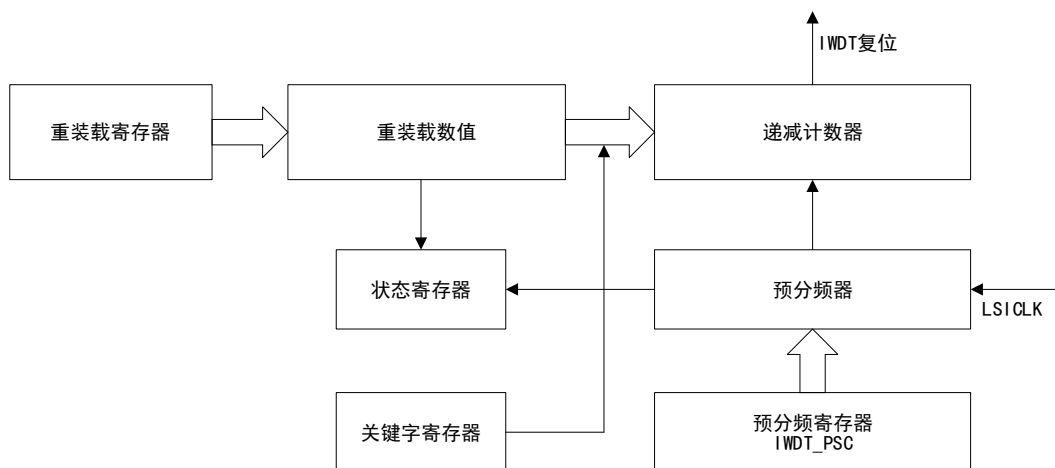 IWDT复位
重装载寄存器
重装载数值
递减计数器
状态寄存器
预分频器
LSICLK
关键字寄存器
预分频寄存器
IWDT_PSC